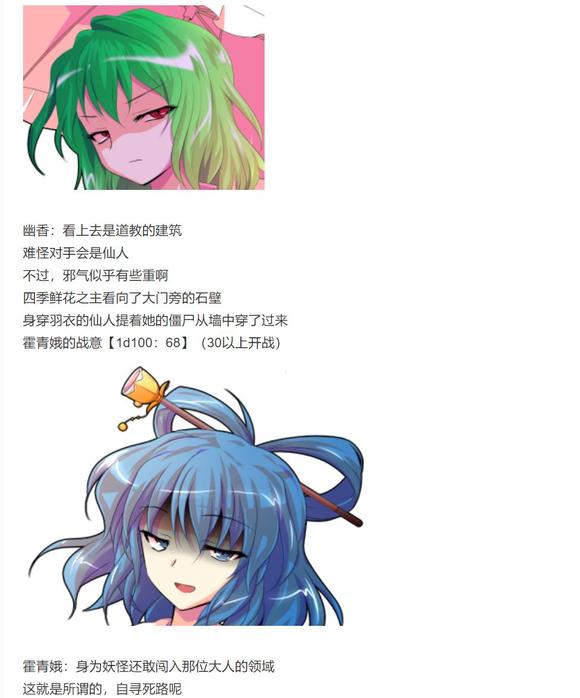 幽香：看上去是道教的建筑
难怪对手会是仙人
不过，邪气似乎有些重啊
四季鲜花之主看向了大门旁的石壁
身穿羽衣的仙人提着她的僵尸从墙中穿了过来
霍青娥的战意【1d100：68】（30以上开战）
霍青娥：身为妖怪还敢闯入那位大人的领域
这就是所谓的，自寻死路呢